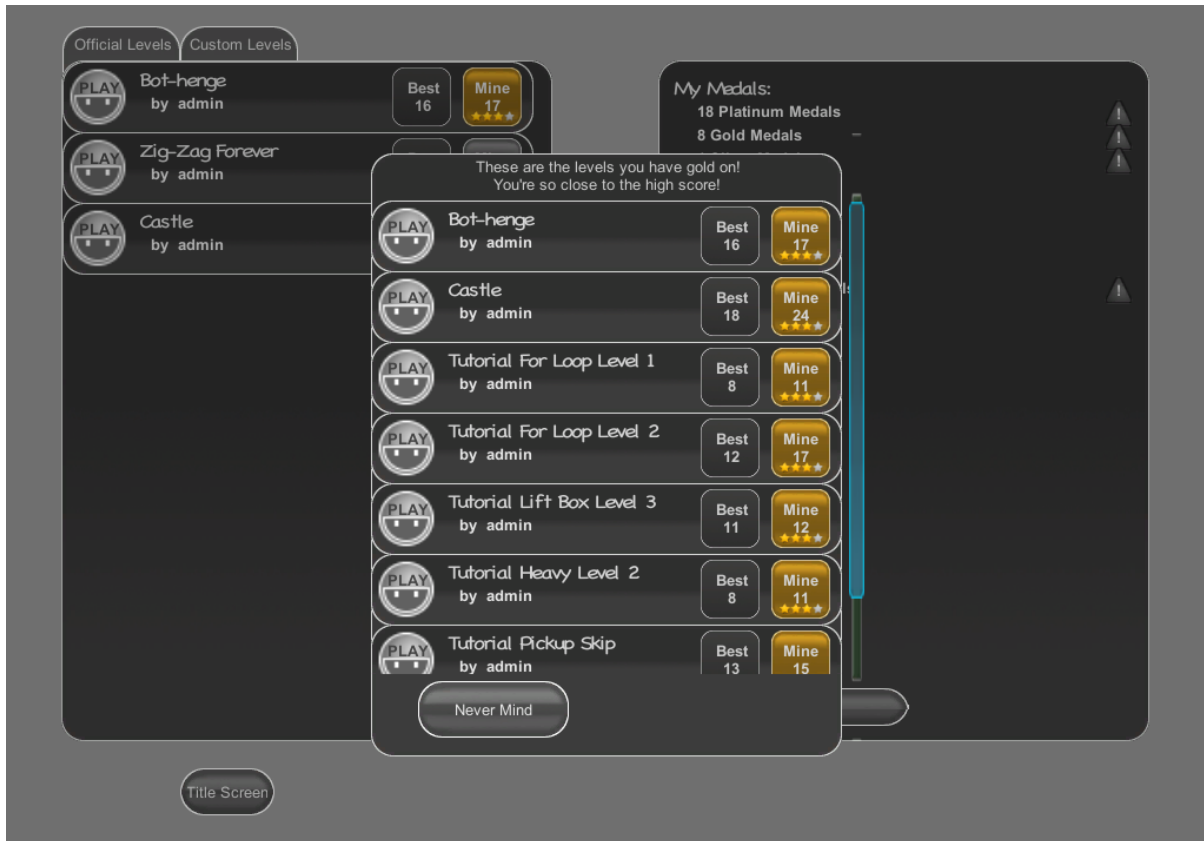 Official Levels
Custom Levels
PLAY
Bot-henge
by admin
Best
16
Mine
17
PLAY
Zig-Zag Forever
by admin
PLAY
Castle
by admin
My Medals:
18 Platinum Medals
8 Gold Medals
These are the levels you have gold on!
You're so close to the high score!
PLAY
Bot-henge
by admin
Best
16
Mine
17
PLAY
Castle
by admin
Best
18
Mine
24
PLAY
Tutorial For Loop Level 1
by admin
Best
8
Mine
11
PLAY
Tutorial For Loop Level 2
by admin
Best
12
Mine
17
PLAY
Tutorial Lift Box Level 3
by admin
Best
11
Mine
12
PLAY
Tutorial Heavy Level 2
by admin
Best
8
Mine
11
PLAY
Tutorial Pickup Skip
by admin
Best
13
Mine
15
Never Mind
Title Screen